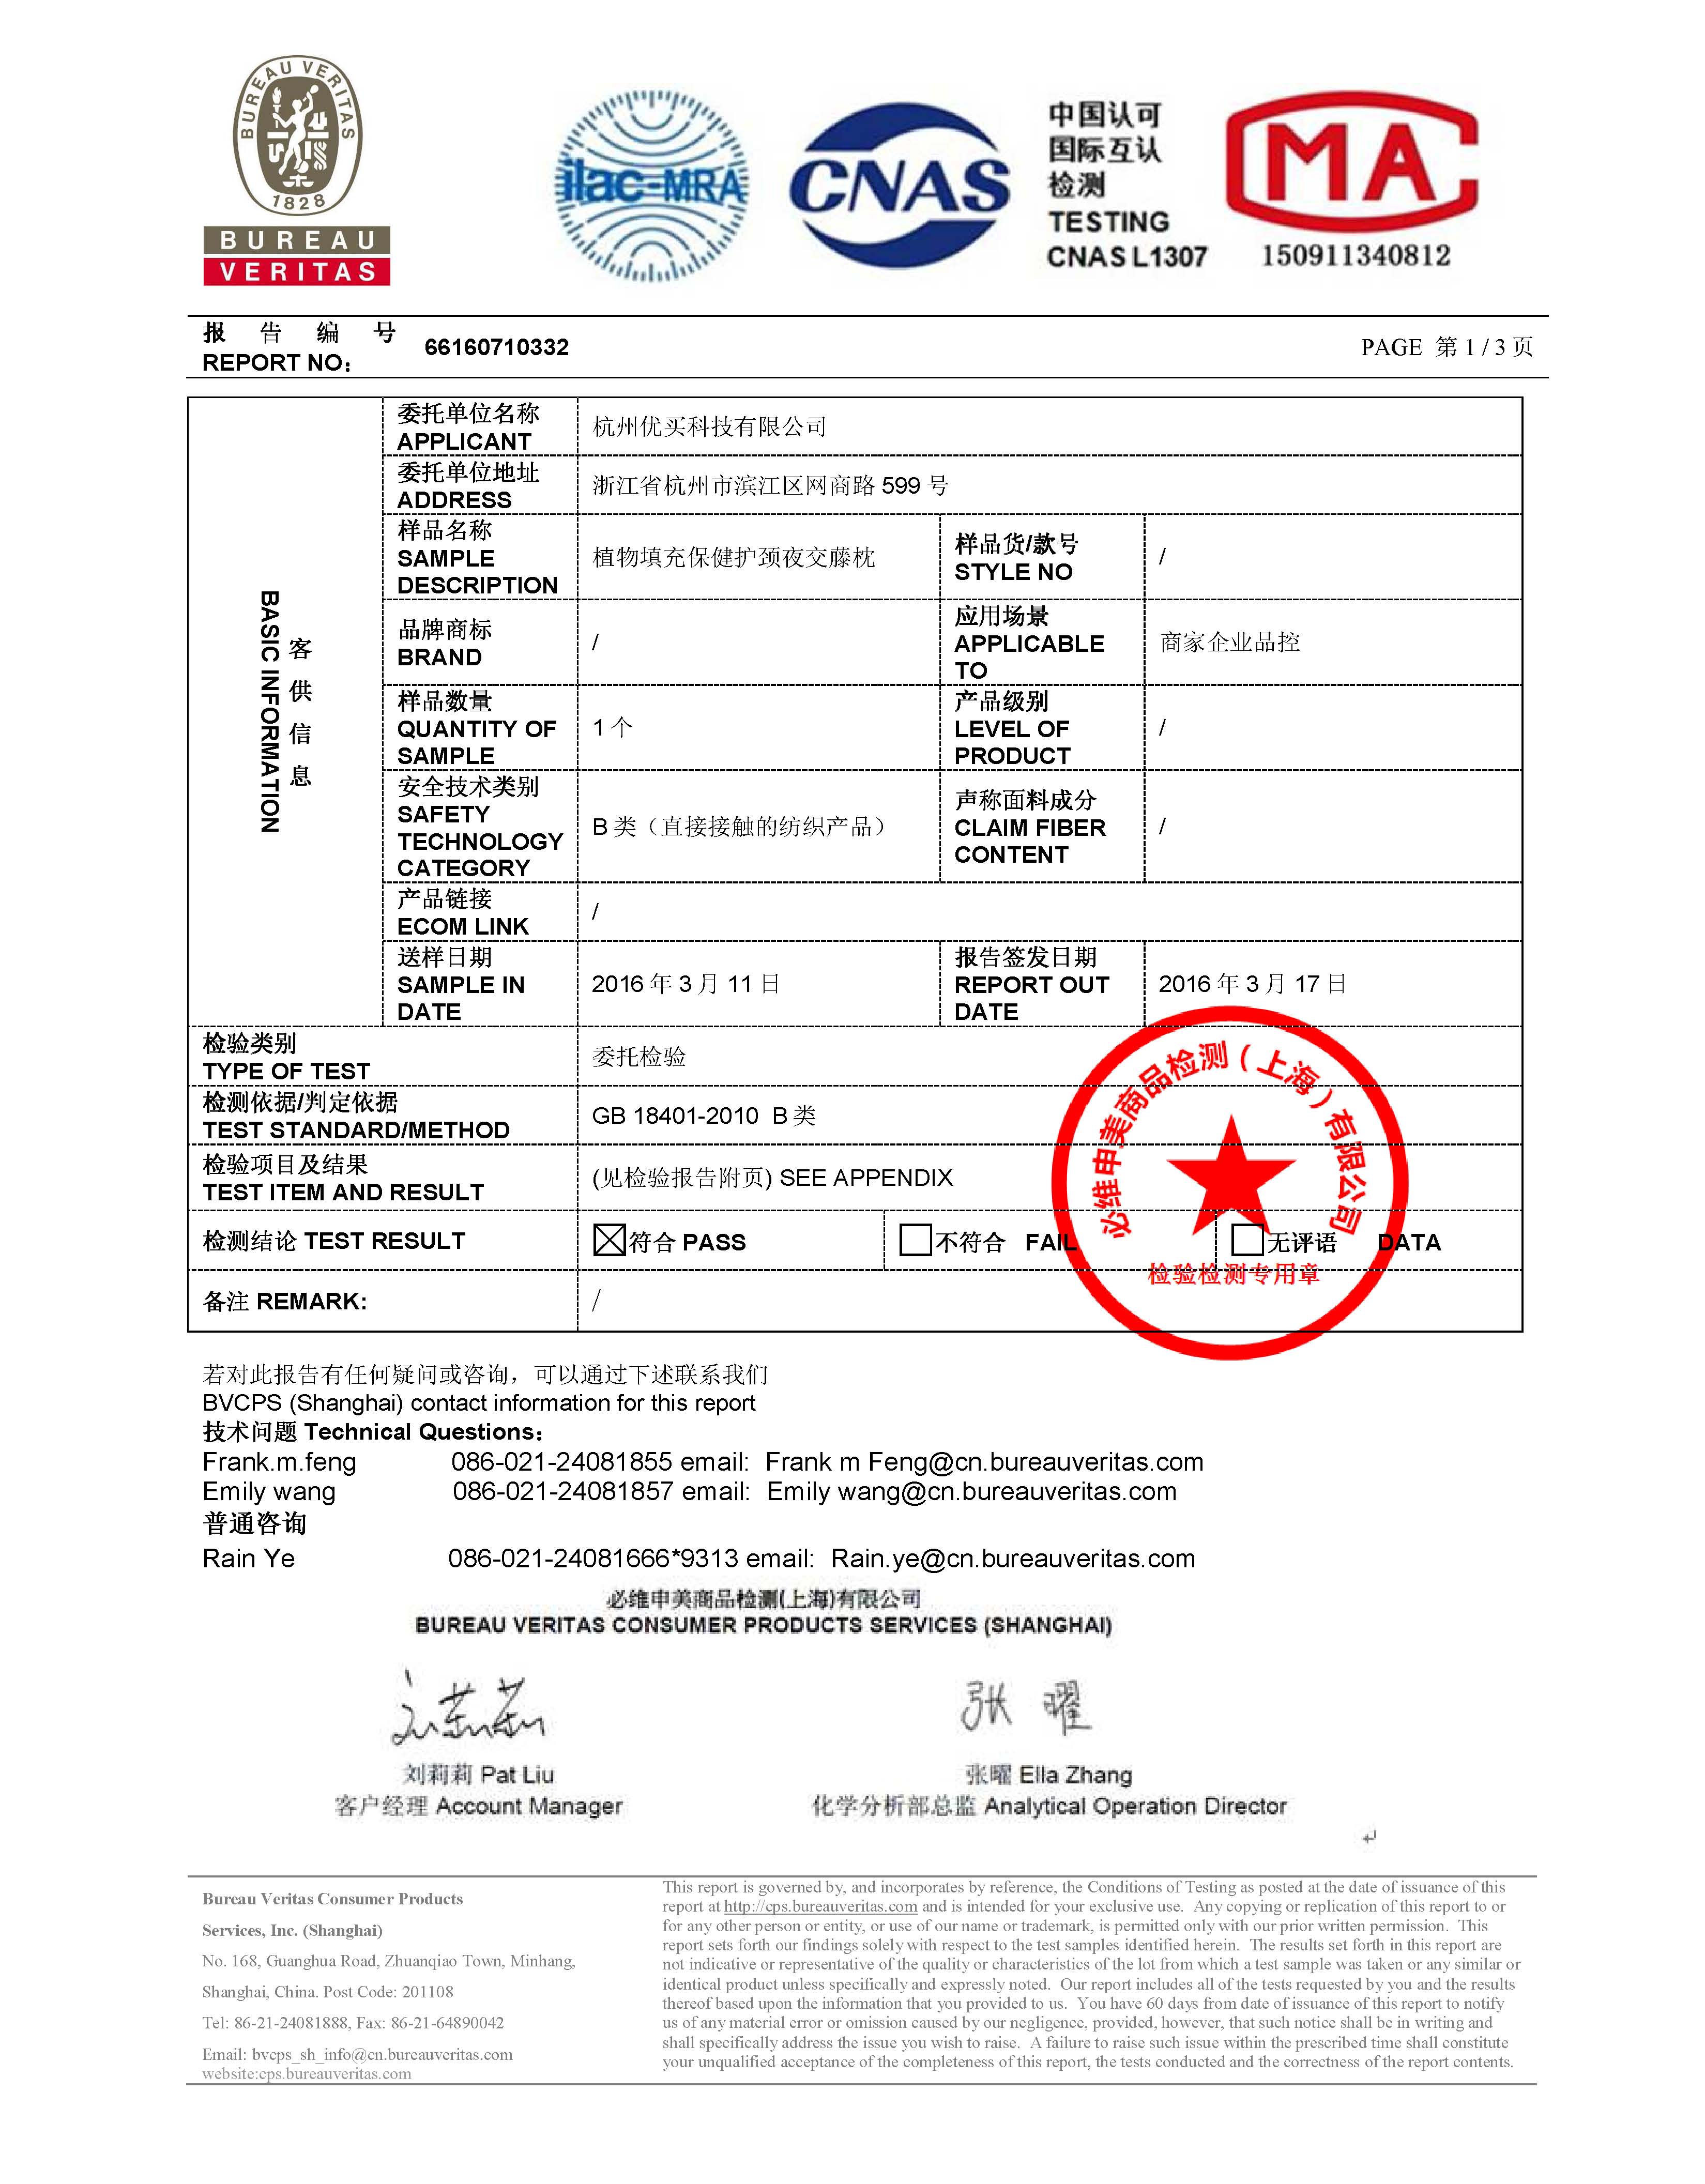 BUREAU VERITAS
1828
BUREAU
VERITAS
ilac-MRA
CNAS
中国认可
国际互认
检测
TESTING
CNAS L1307
MA
150911340812
报 告 编 号
REPORT NO:
66160710332
PAGE 第 1 / 3 页
客供信息
BASIC INFORMATION
委托单位名称
APPLICANT
杭州优买科技有限公司
委托单位地址
ADDRESS
浙江省杭州市滨江区网商路 599 号
样品名称
SAMPLE
DESCRIPTION
植物填充保健护颈夜交藤枕
样品货/款号
STYLE NO
/
品牌商标
BRAND
/
应用场景
APPLICABLE
TO
商家企业品控
样品数量
QUANTITY OF
SAMPLE
1 个
产品级别
LEVEL OF
PRODUCT
/
安全技术类别
SAFETY
TECHNOLOGY
CATEGORY
B 类（直接接触的纺织产品）
声称面料成分
CLAIM FIBER
CONTENT
/
产品链接
ECOM LINK
/
送样日期
SAMPLE IN
DATE
2016 年 3 月 11 日
报告签发日期
REPORT OUT
DATE
2016 年 3 月 17 日
检验类别
TYPE OF TEST
委托检验
检测依据/判定依据
TEST STANDARD/METHOD
GB 18401-2010 B 类
检验项目及结果
TEST ITEM AND RESULT
(见检验报告附页) SEE APPENDIX
检测结论 TEST RESULT
符合 PASS
不符合 FAIL
无评语 DATA
备注 REMARK:
/
必维申美商品检测（上海）有限公司
检验检测专用章
若对此报告有任何疑问或咨询，可以通过下述联系我们
BVCPS (Shanghai) contact information for this report
技术问题 Technical Questions：
Frank.m.feng 086-021-24081855 email: Frank m Feng@cn.bureauveritas.com
Emily wang 086-021-24081857 email: Emily wang@cn.bureauveritas.com
普通咨询
Rain Ye 086-021-24081666*9313 email: Rain.ye@cn.bureauveritas.com
必维申美商品检测(上海)有限公司
BUREAU VERITAS CONSUMER PRODUCTS SERVICES (SHANGHAI)
刘莉莉 张曜
刘莉莉 Pat Liu
客户经理 Account Manager
张曜 Ella Zhang
化学分析部总监 Analytical Operation Director
Bureau Veritas Consumer Products
Services, Inc. (Shanghai)
No. 168, Guanghua Road, Zhuanqiao Town, Minhang,
Shanghai, China. Post Code: 201108
Tel: 86-21-24081888, Fax: 86-21-64890042
Email: bvcps_sh_info@cn.bureauveritas.com
website:cps.bureauveritas.com
This report is governed by, and incorporates by reference, the Conditions of Testing as posted at the date of issuance of this
report at http://cps.bureauveritas.com and is intended for your exclusive use. Any copying or replication of this report to or
for any other person or entity, or use of our name or trademark, is permitted only with our prior written permission. This
report sets forth our findings solely with respect to the test samples identified herein. The results set forth in this report are
not indicative or representative of the quality or characteristics of the lot from which a test sample was taken or any similar or
identical product unless specifically and expressly noted. Our report includes all of the tests requested by you and the results
thereof based upon the information that you provided to us. You have 60 days from date of issuance of this report to notify
us of any material error or omission caused by our negligence, provided, however, that such notice shall be in writing and
shall specifically address the issue you wish to raise. A failure to raise such issue within the prescribed time shall constitute
your unqualified acceptance of the completeness of this report, the tests conducted and the correctness of the report contents.